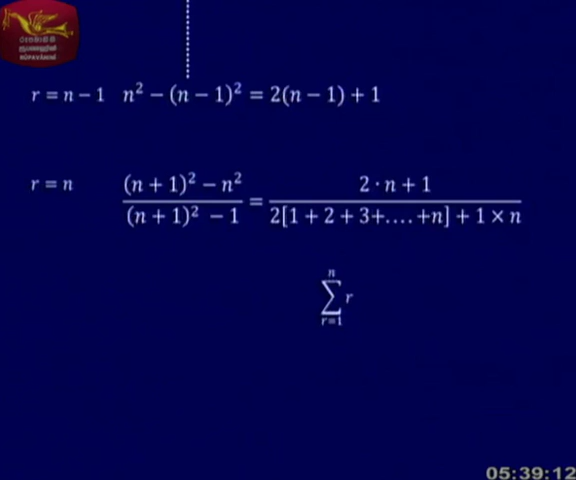 r = n − 1 n² − (n − 1)² = 2(n − 1) + 1
r = n (n + 1)² − n² = 2 · n + 1
(n + 1)² − 1 2[1 + 2 + 3+....+n] + 1 × n
n
∑ r
r=1
05:39:12